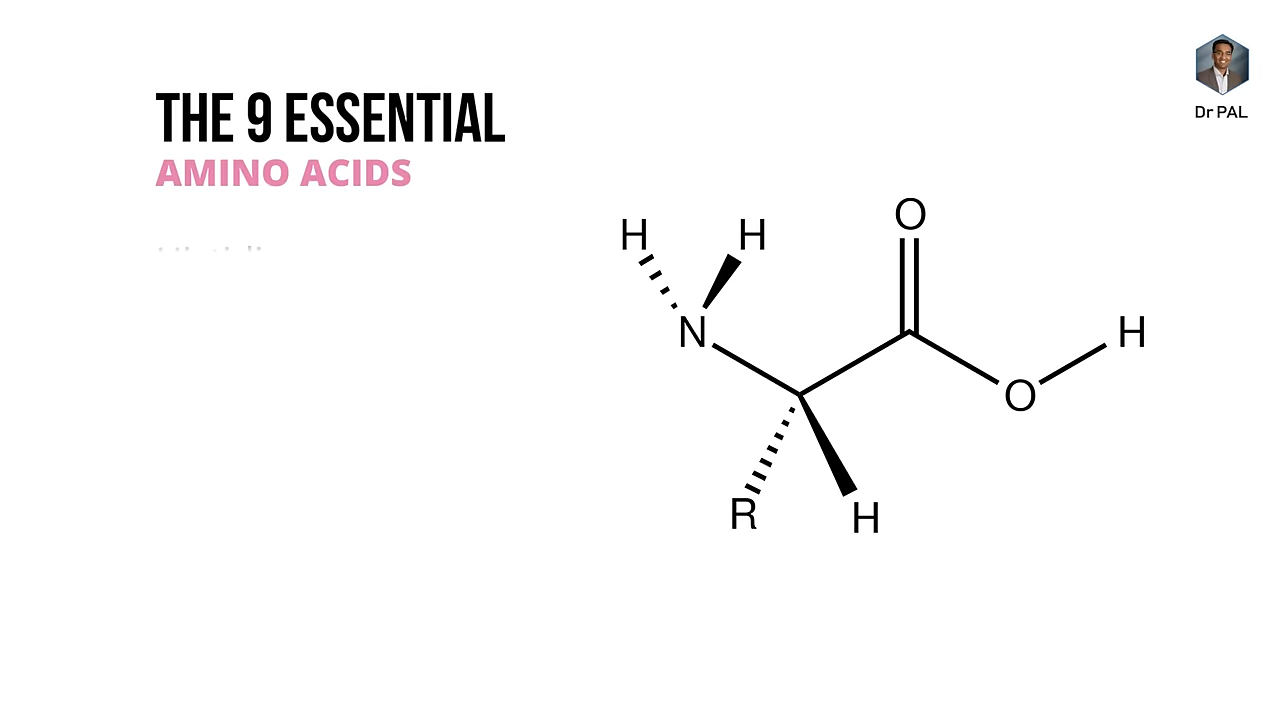 THE 9 ESSENTIAL
AMINO ACIDS
Dr PAL
H
H
O
N
H
O
R
H